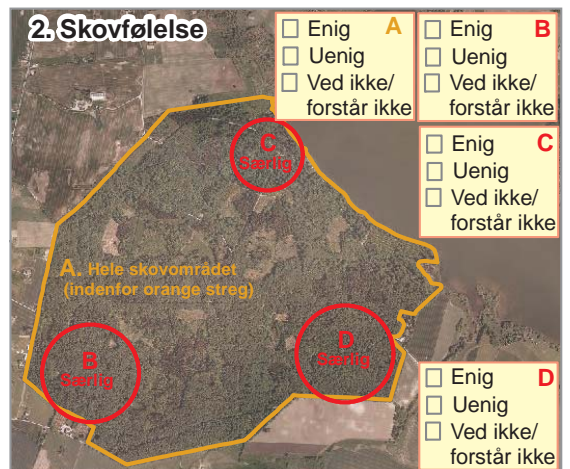 2. Skovfølelse
A
☐ Enig
☐ Uenig
☐ Ved ikke/
forstår ikke
B
☐ Enig
☐ Uenig
☐ Ved ikke/
forstår ikke
C
☐ Enig
☐ Uenig
☐ Ved ikke/
forstår ikke
C
Særlig
A. Hele skovområdet
(indenfor orange streg)
B
Særlig
D
Særlig
D
☐ Enig
☐ Uenig
☐ Ved ikke/
forstår ikke